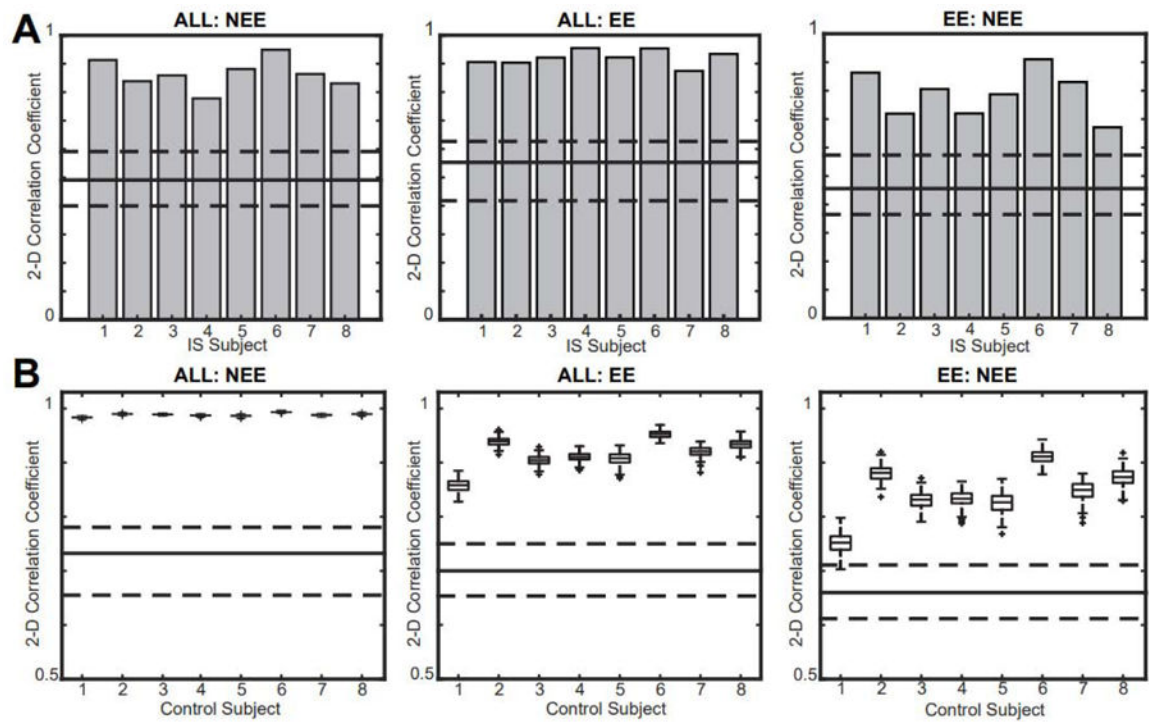 A
ALL: NEE
ALL: EE
EE: NEE
1
1
1
2-D Correlation Coefficient
2-D Correlation Coefficient
2-D Correlation Coefficient
0
0
0
1 2 3 4 5 6 7 8
1 2 3 4 5 6 7 8
1 2 3 4 5 6 7 8
IS Subject
IS Subject
IS Subject
B
ALL: NEE
ALL: EE
EE: NEE
1
1
1
2-D Correlation Coefficient
2-D Correlation Coefficient
2-D Correlation Coefficient
0.5
0.5
0.5
1 2 3 4 5 6 7 8
1 2 3 4 5 6 7 8
1 2 3 4 5 6 7 8
Control Subject
Control Subject
Control Subject